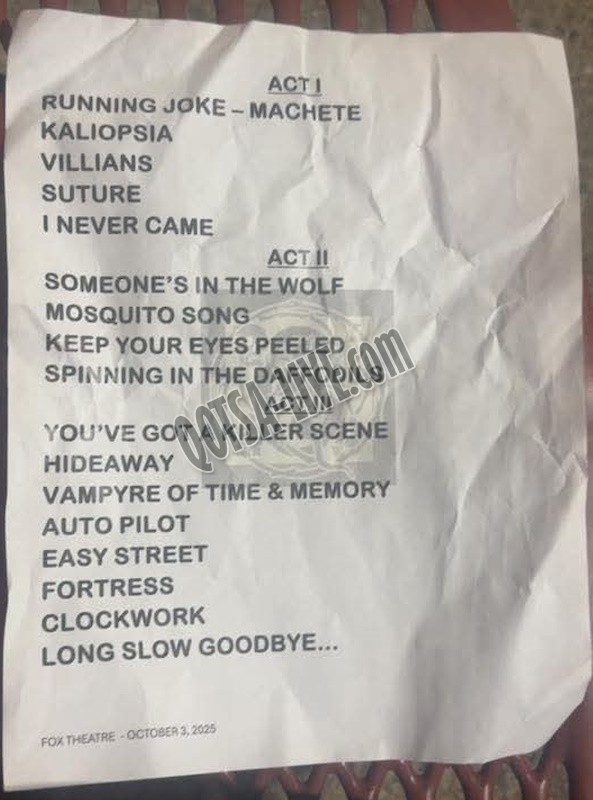 ACT I
RUNNING JOKE – MACHETE
KALIOPSIA
VILLIANS
SUTURE
I NEVER CAME
ACT II
SOMEONE'S IN THE WOLF
MOSQUITO SONG
KEEP YOUR EYES PEELED
SPINNING IN THE DAFFODILS
QOTSALIVE.com
ACT III
YOU'VE GOT A KILLER SCENE
HIDEAWAY
VAMPYRE OF TIME & MEMORY
AUTO PILOT
EASY STREET
FORTRESS
CLOCKWORK
LONG SLOW GOODBYE...
FOX THEATRE - OCTOBER 3, 2025